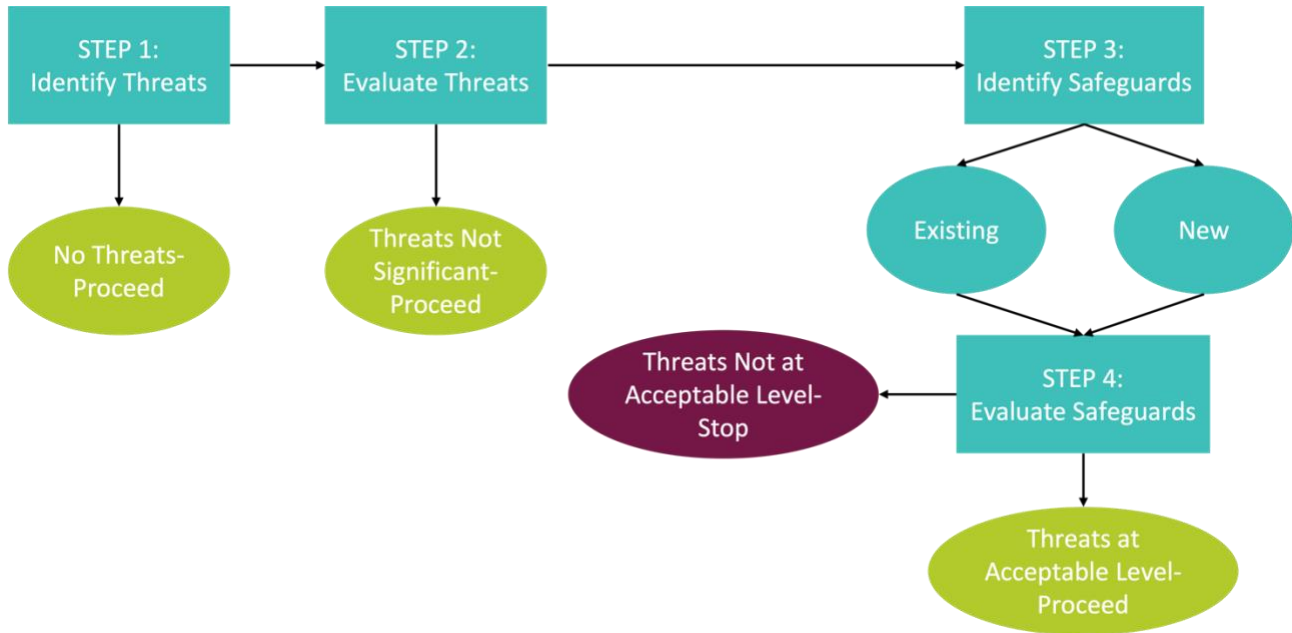 STEP 1:
Identify Threats
STEP 2:
Evaluate Threats
STEP 3:
Identify Safeguards
No Threats-
Proceed
Threats Not
Significant-
Proceed
Existing
New
Threats Not at
Acceptable Level-
Stop
STEP 4:
Evaluate Safeguards
Threats at
Acceptable Level-
Proceed